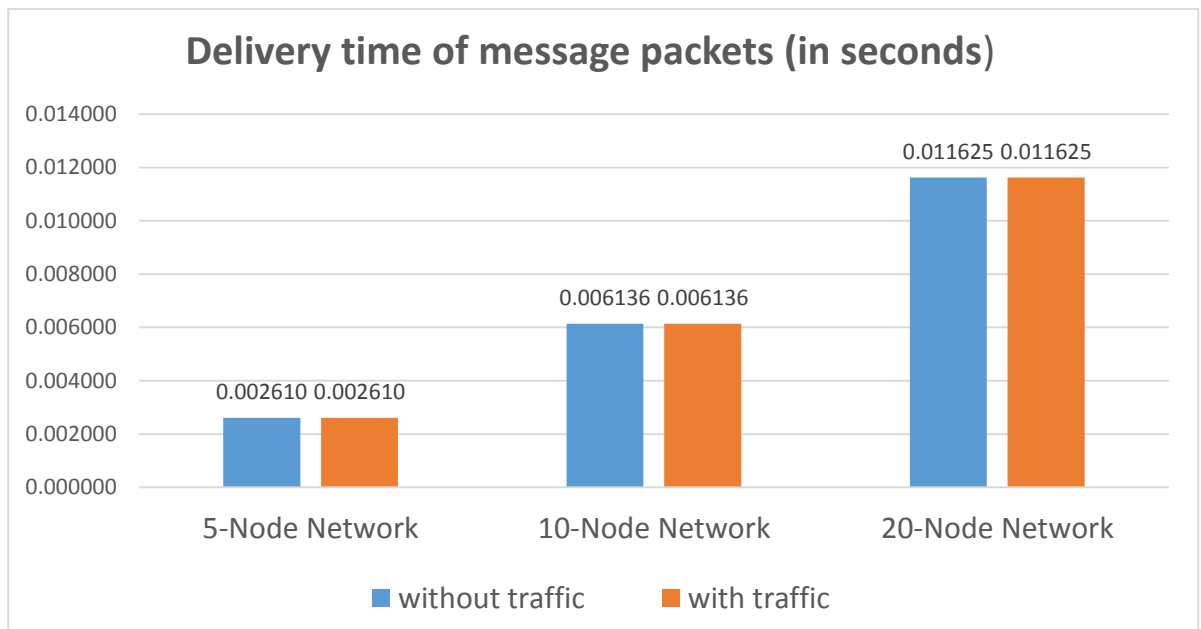 Delivery time of message packets (in seconds)
0.014000
0.012000
0.010000
0.008000
0.006000
0.004000
0.002000
0.000000
0.002610 0.002610
0.006136 0.006136
0.011625 0.011625
5-Node Network
10-Node Network
20-Node Network
without traffic
with traffic